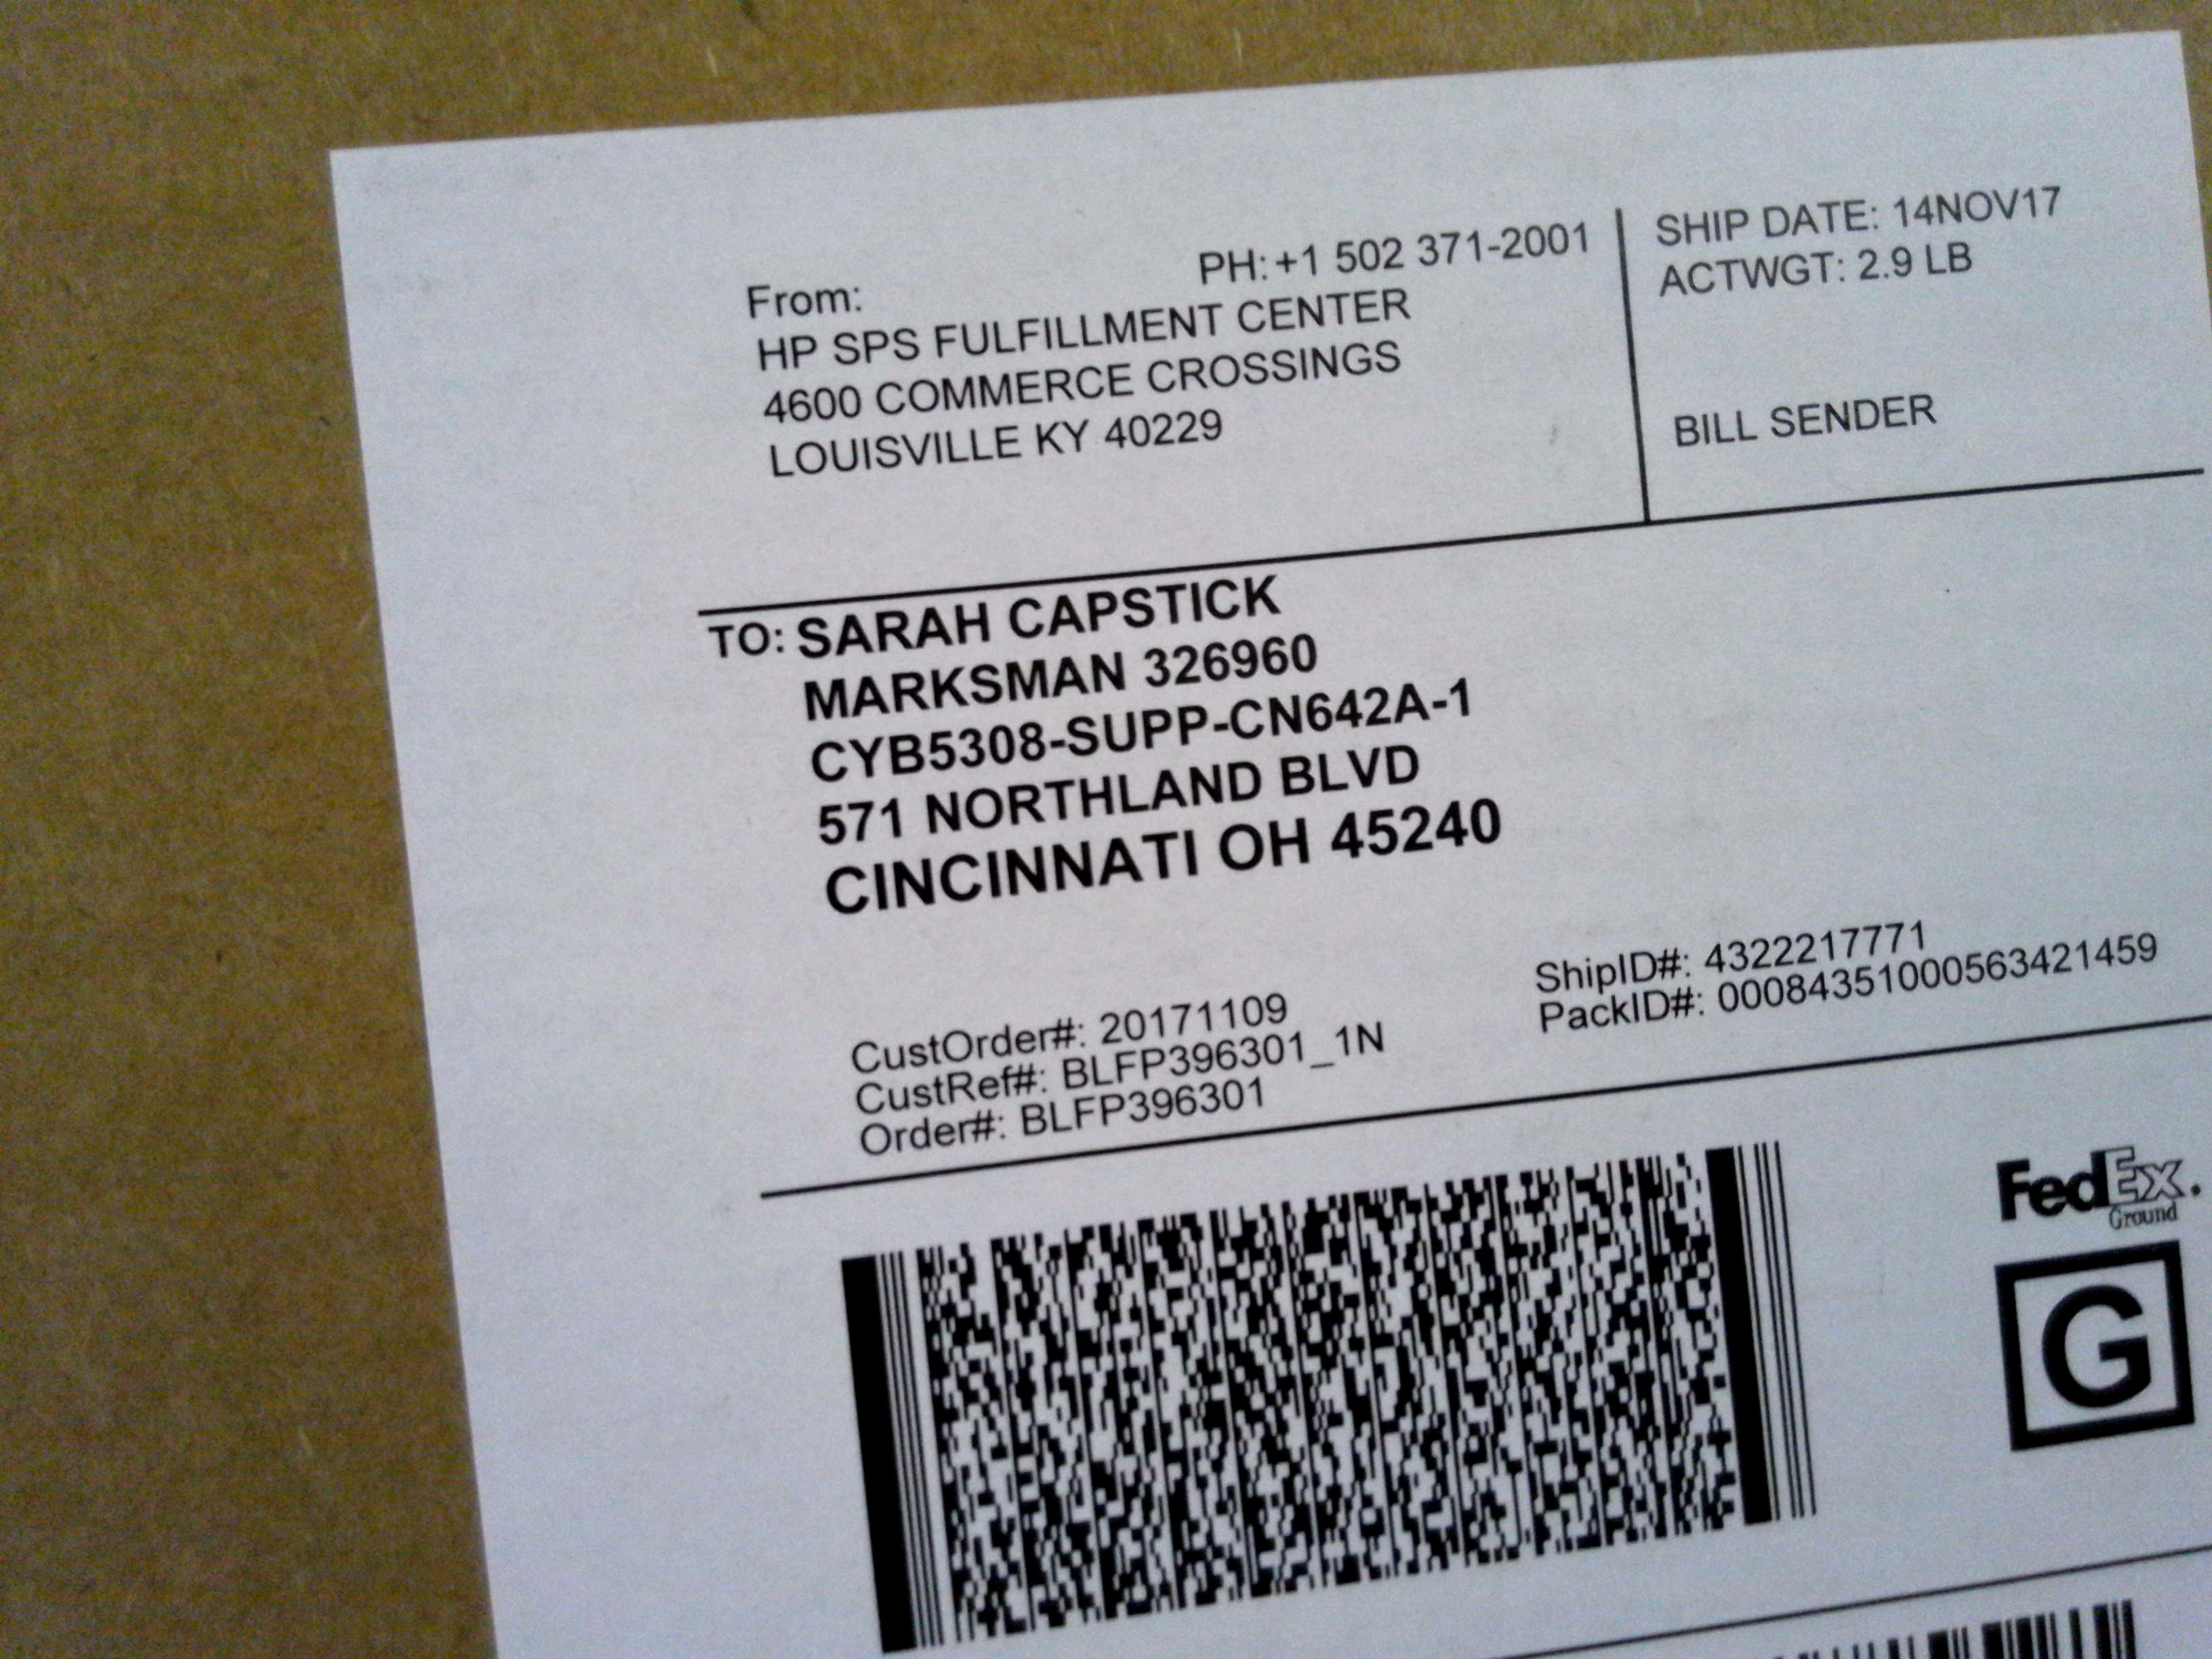 From:
PH: +1 502 371-2001
HP SPS FULFILLMENT CENTER
4600 COMMERCE CROSSINGS
LOUISVILLE KY 40229
SHIP DATE: 14NOV17
ACTWGT: 2.9 LB
BILL SENDER
TO: SARAH CAPSTICK
MARKSMAN 326960
CYB5308-SUPP-CN642A-1
571 NORTHLAND BLVD
CINCINNATI OH 45240
CustOrder#: 20171109
CustRef#: BLFP396301_1N
Order#: BLFP396301
ShipID#: 4322217771
PackID#: 00084351000563421459
FedEx.
Ground
G